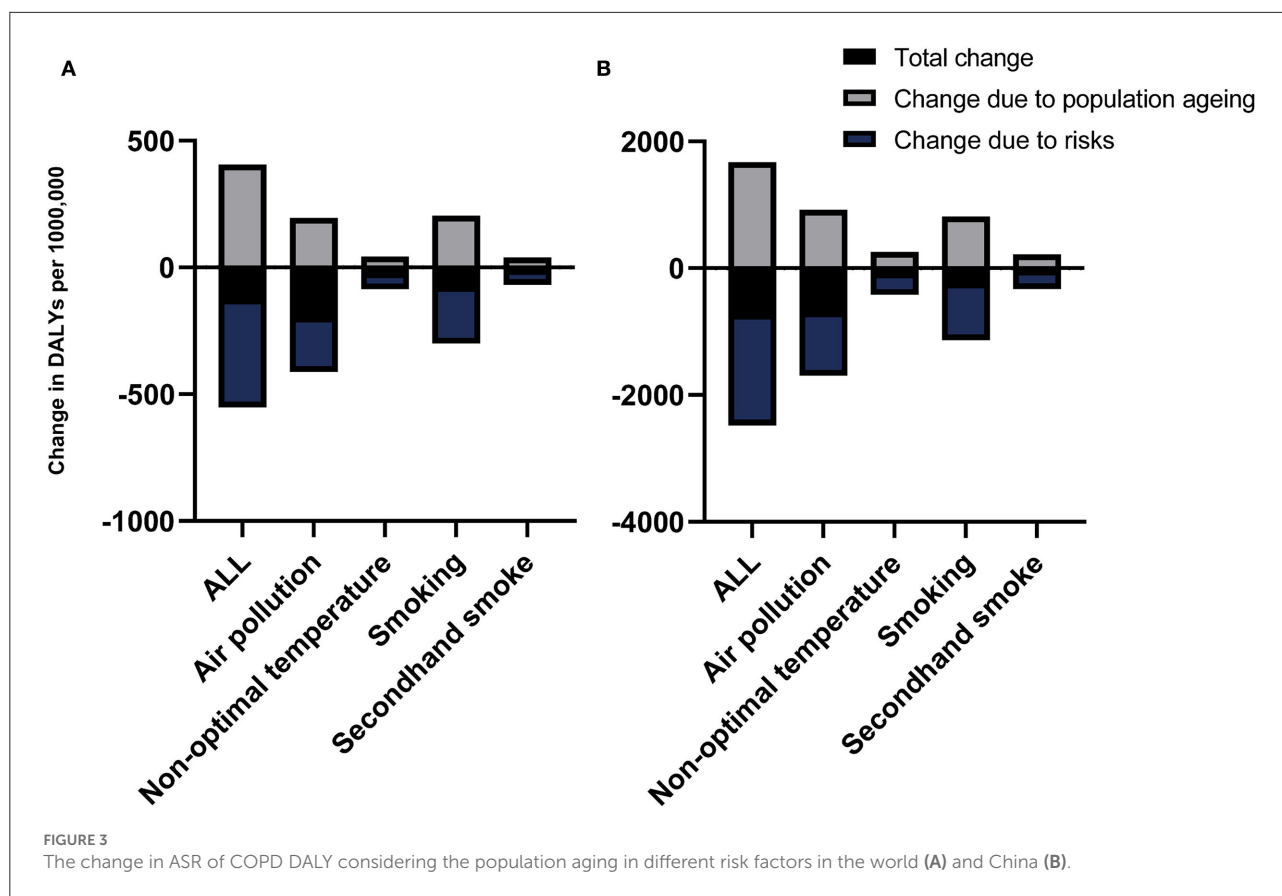 A
B
Total change
Change due to population ageing
Change due to risks
Change in DALYs per 1000,000
500
0
-500
-1000
ALL
Air pollution
Non-optimal temperature
Smoking
Secondhand smoke
2000
0
-2000
-4000
ALL
Air pollution
Non-optimal temperature
Smoking
Secondhand smoke
FIGURE 3
The change in ASR of COPD DALY considering the population aging in different risk factors in the world (A) and China (B).